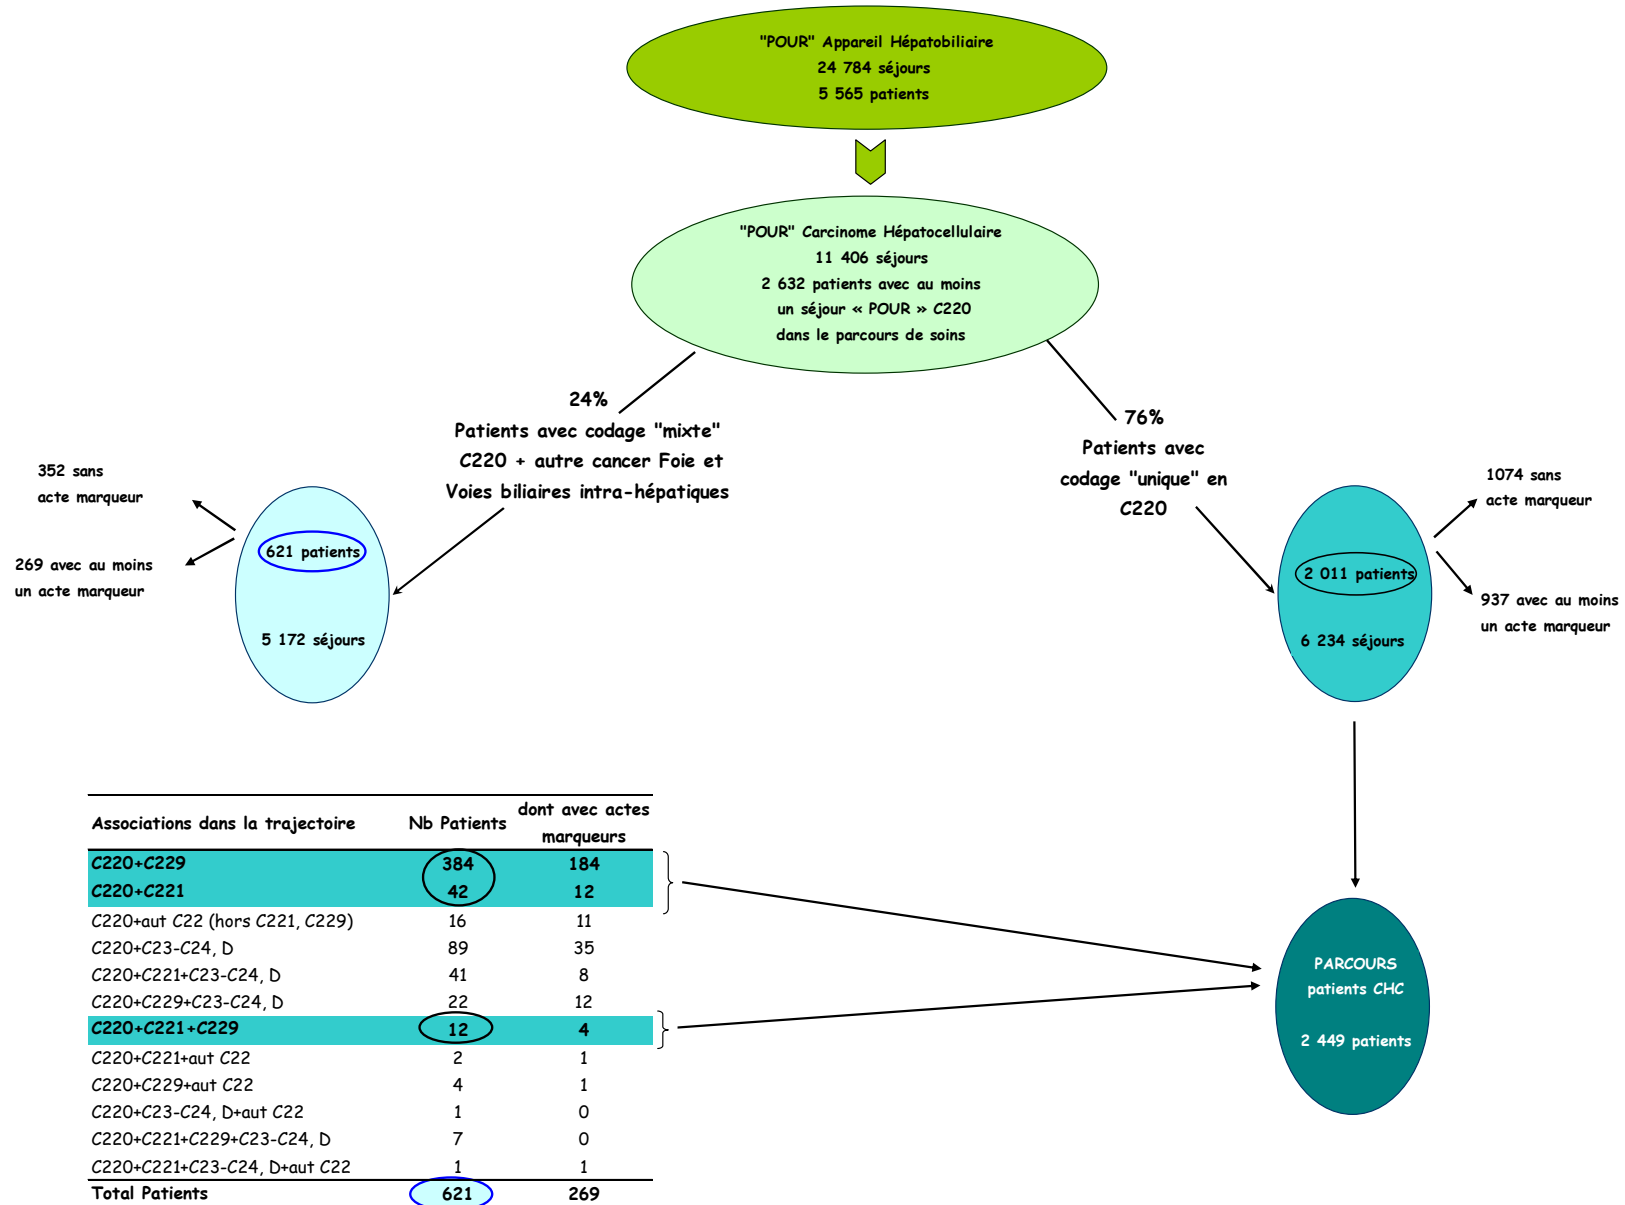 "POUR" Appareil Hépatobiliaire
24 784 séjours
5 565 patients
"POUR" Carcinome Hépatocellulaire
11 406 séjours
2 632 patients avec au moins
un séjour « POUR » C220
dans le parcours de soins
24%
Patients avec codage "mixte"
C220 + autre cancer Foie et
Voies biliaires intra-hépatiques
76%
Patients avec
codage "unique" en
C220
352 sans
acte marqueur
269 avec au moins
un acte marqueur
621 patients
5 172 séjours
1074 sans
acte marqueur
937 avec au moins
un acte marqueur
2 011 patients
6 234 séjours
Associations dans la trajectoire Nb Patients dont avec actes marqueurs
C220+C229 384 184
C220+C221 42 12
C220+aut C22 (hors C221, C229) 16 11
C220+C23-C24, D 89 35
C220+C221+C23-C24, D 41 8
C220+C229+C23-C24, D 22 12
C220+C221+C229 12 4
C220+C221+aut C22 2 1
C220+C229+aut C22 4 1
C220+C23-C24, D+aut C22 1 0
C220+C221+C229+C23-C24, D 7 0
C220+C221+C23-C24, D+aut C22 1 1
Total Patients 621 269
PARCOURS
patients CHC
2 449 patients